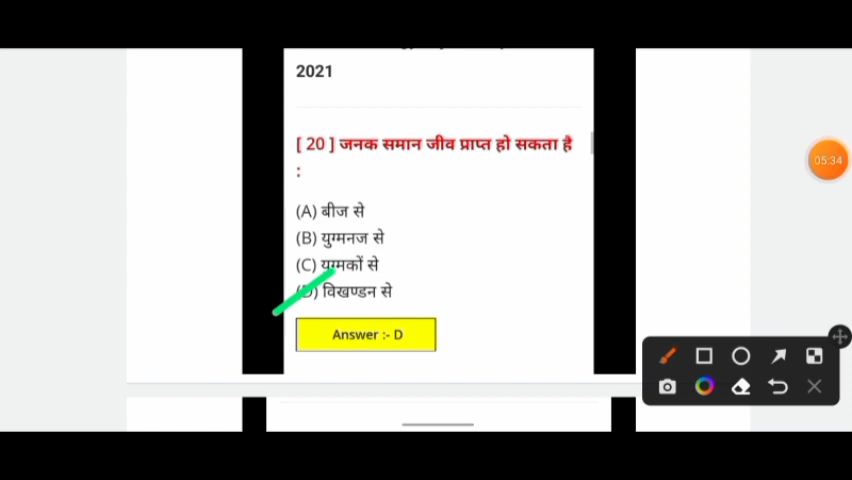 2021
[ 20 ] जनक समान जीव प्राप्त हो सकता है
:
(A) बीज से
(B) युग्मनज से
(C) युग्मकों से
(D) विखण्डन से
Answer :- D
05:34